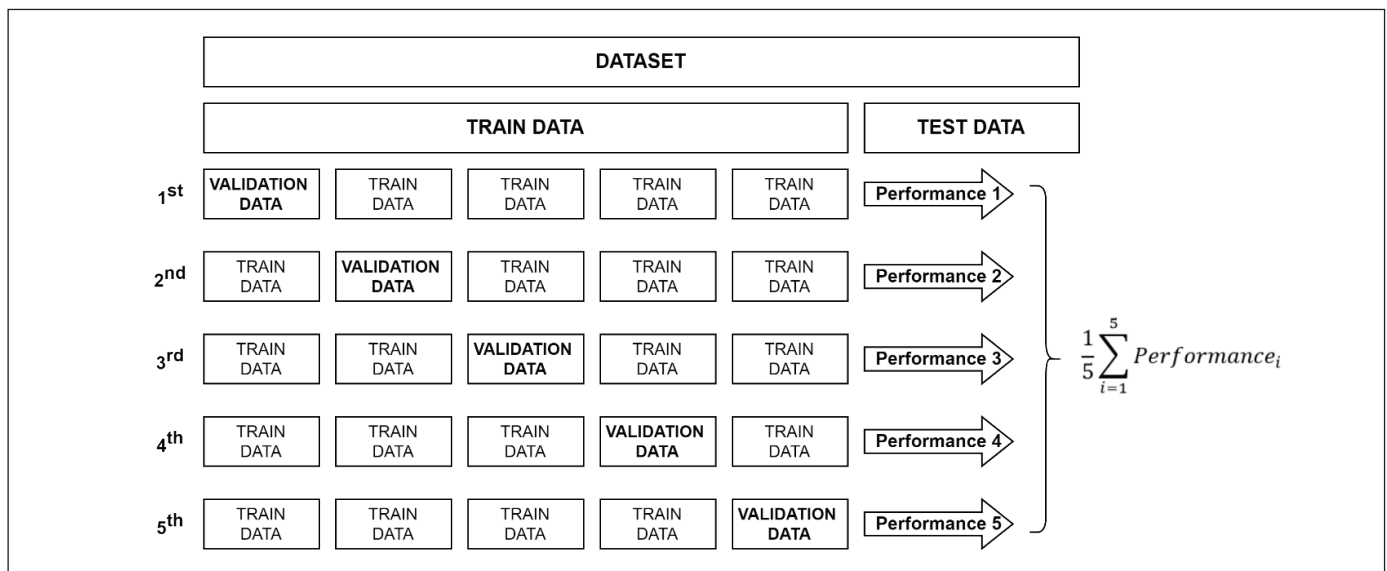 DATASET
TRAIN DATA TEST DATA
1st VALIDATION DATA TRAIN DATA TRAIN DATA TRAIN DATA TRAIN DATA Performance 1
2nd TRAIN DATA VALIDATION DATA TRAIN DATA TRAIN DATA TRAIN DATA Performance 2
3rd TRAIN DATA TRAIN DATA VALIDATION DATA TRAIN DATA TRAIN DATA Performance 3
4th TRAIN DATA TRAIN DATA TRAIN DATA VALIDATION DATA TRAIN DATA Performance 4
5th TRAIN DATA TRAIN DATA TRAIN DATA TRAIN DATA VALIDATION DATA Performance 5
1/5 ∑ i=1 5 Performance i